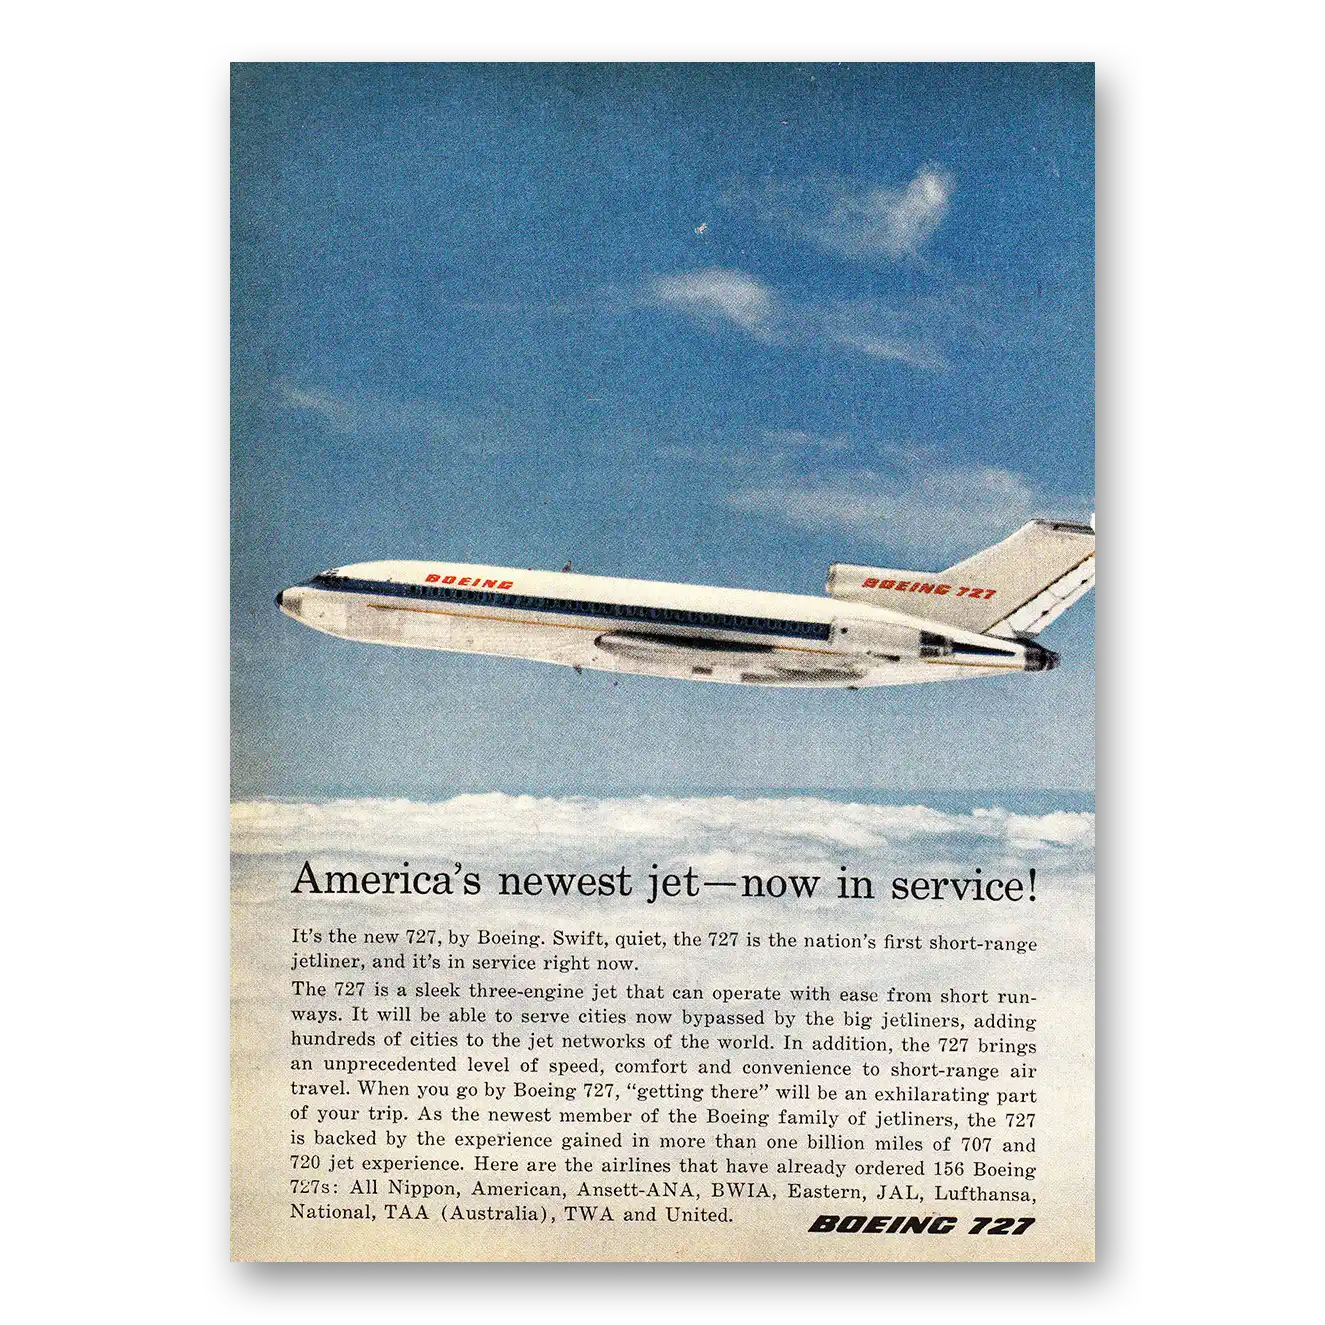 BOEING
BOEING 727
America's newest jet—now in service!
It's the new 727, by Boeing. Swift, quiet, the 727 is the nation's first short-range
jetliner, and it's in service right now.
The 727 is a sleek three-engine jet that can operate with ease from short run-
ways. It will be able to serve cities now bypassed by the big jetliners, adding
hundreds of cities to the jet networks of the world. In addition, the 727 brings
an unprecedented level of speed, comfort and convenience to short-range air
travel. When you go by Boeing 727, "getting there" will be an exhilarating part
of your trip. As the newest member of the Boeing family of jetliners, the 727
is backed by the experience gained in more than one billion miles of 707 and
720 jet experience. Here are the airlines that have already ordered 156 Boeing
727s: All Nippon, American, Ansett-ANA, BWIA, Eastern, JAL, Lufthansa,
National, TAA (Australia), TWA and United.
BOEING 727